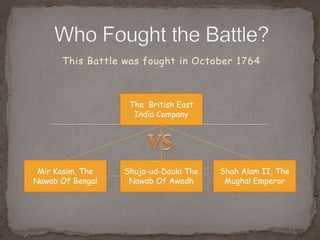 Who Fought the Battle?
This Battle was fought in October 1764
The British East
India Company
VS
Mir Kasim, The
Nawab Of Bengal
Shuja-ud-Daula The
Nawab Of Awadh
Shah Alam II, The
Mughal Emperor